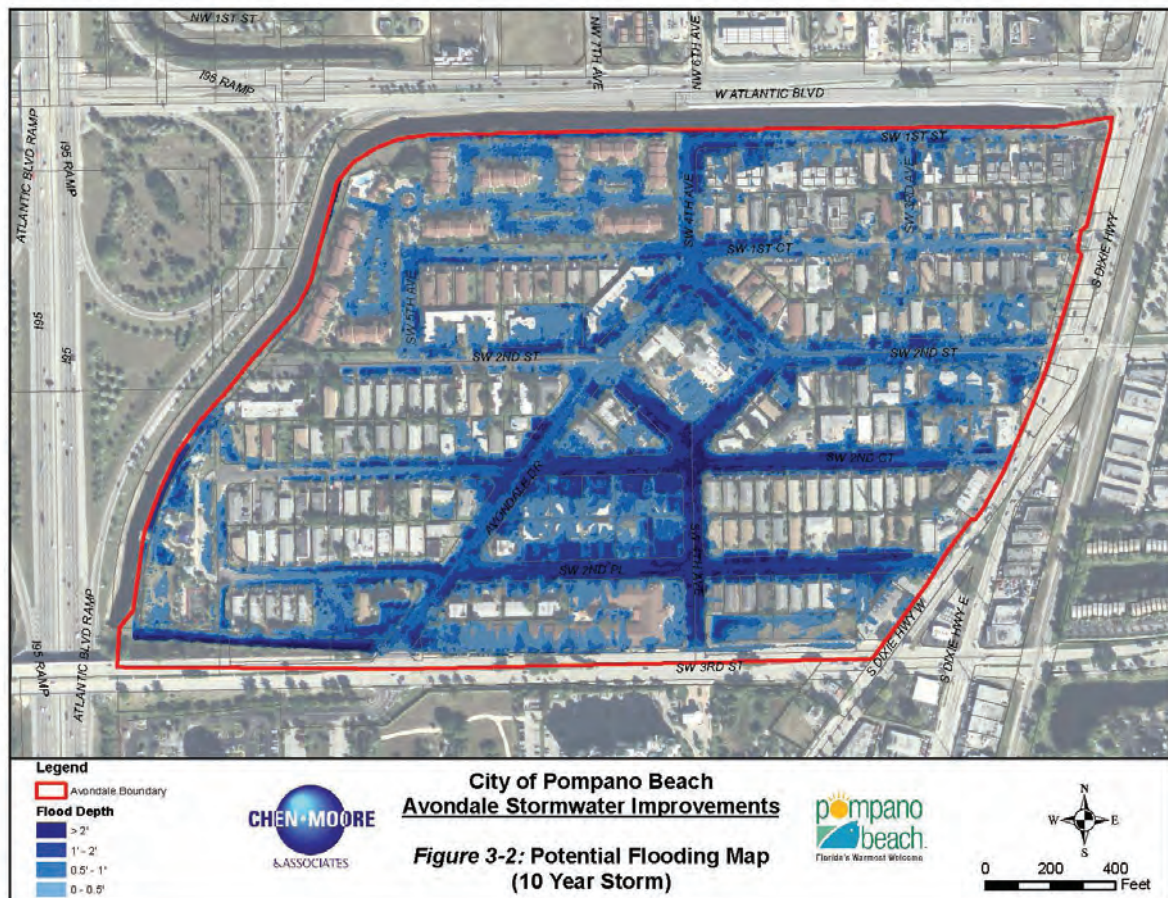 NW 1ST ST
NW 7TH AVE
NW 6TH AVE
I95 RAMP
W ATLANTIC BLVD
ATLANTIC BLVD RAMP
I95 RAMP
SW 1ST ST
SW 3RD AVE
SW 4TH AVE
SW 1ST CT
S DIXIE HWY
SW 5TH AVE
I95
I95
SW 2ND ST
SW 2ND ST
SW 2ND CT
AVONDALE DR
SW 4TH AVE
SW 2ND PL
ATLANTIC BLVD RAMP
I95 RAMP
S DIXIE HWY W
S DIXIE HWY E
SW 3RD ST
Legend
Avondale Boundary
Flood Depth
> 2'
1' - 2'
0.5' - 1'
0 - 0.5'
CHEN•MOORE
& ASSOCIATES
City of Pompano Beach
Avondale Stormwater Improvements
Figure 3-2: Potential Flooding Map
(10 Year Storm)
pompano
beach
Florida's Warmest Welcome
N
W E
S
0 200 400
Feet